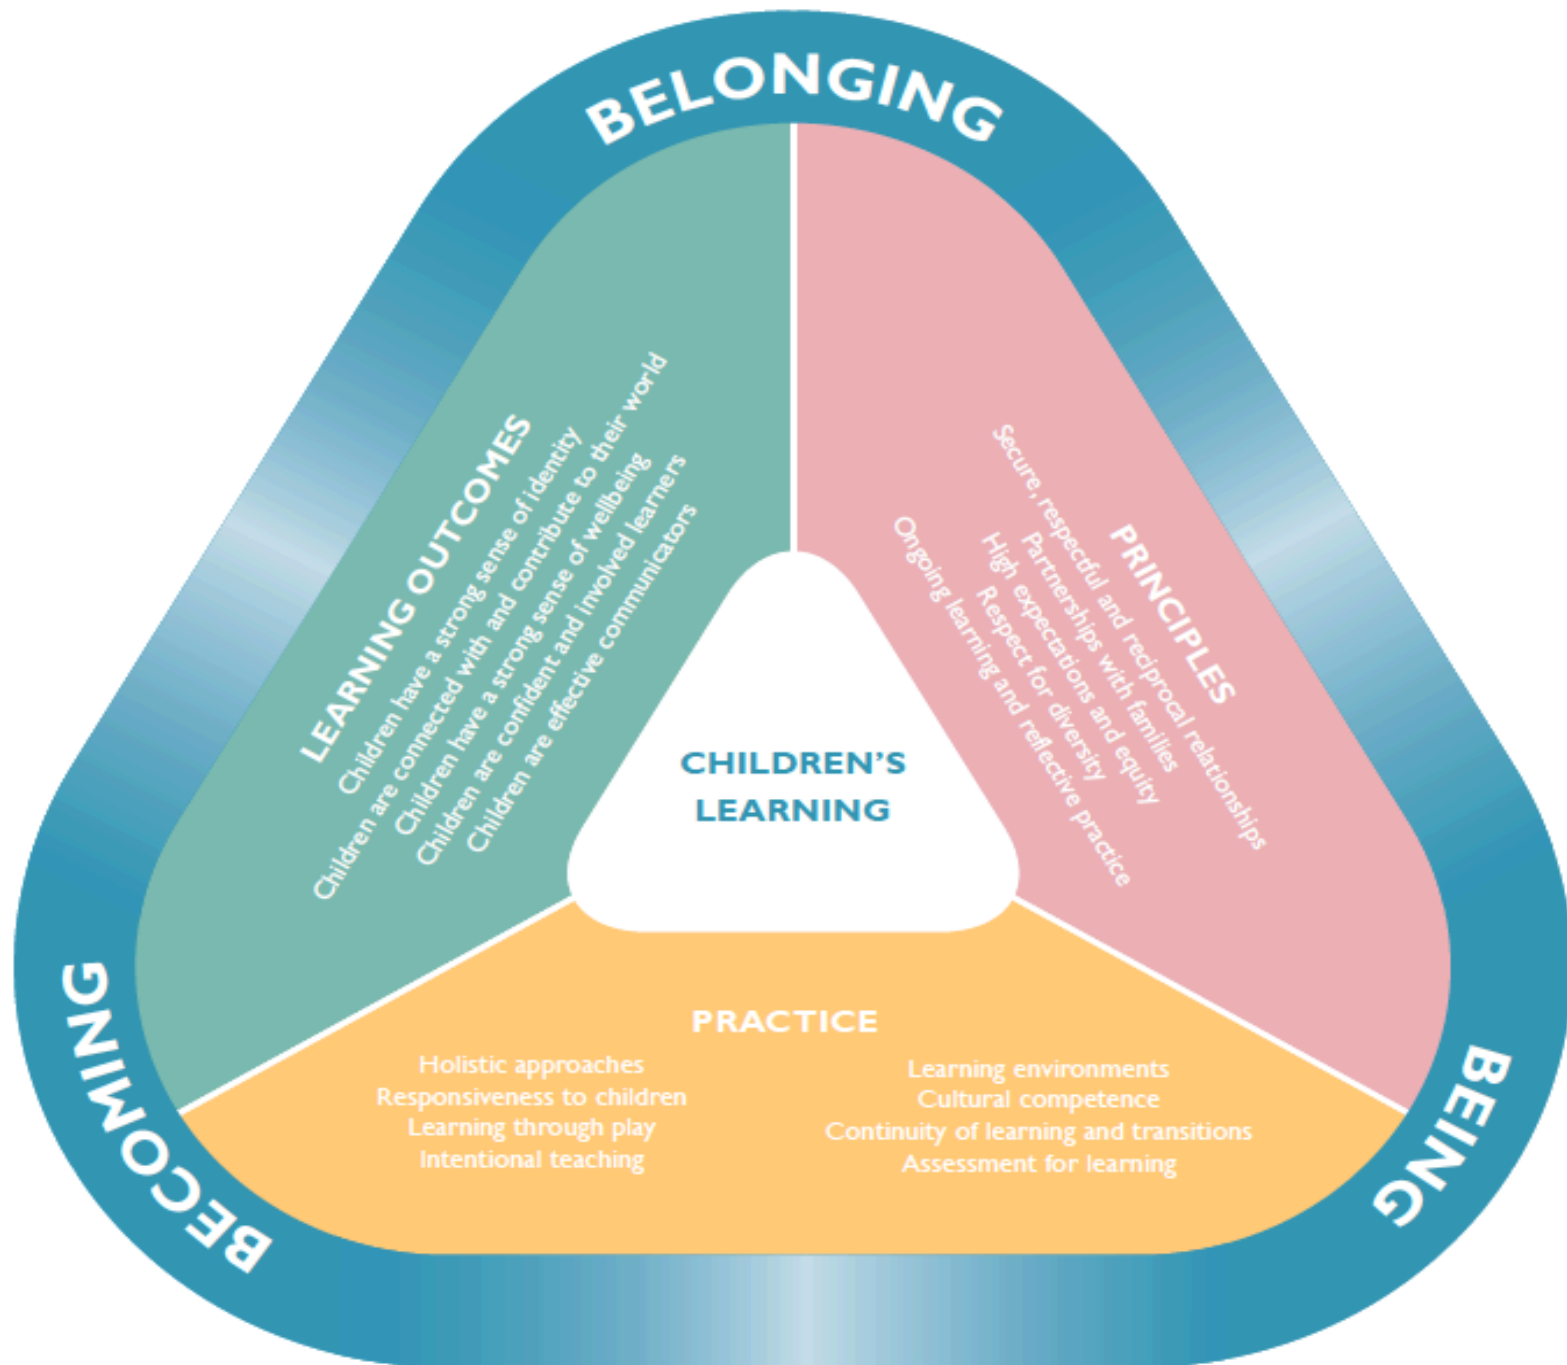 BELONGING
LEARNING OUTCOMES
Children have a strong sense of identity
Children are connected with and contribute to their world
Children have a strong sense of wellbeing
Children are confident and involved learners
Children are effective communicators
PRINCIPLES
Secure, respectful and reciprocal relationships
Partnerships with families
High expectations and equity
Respect for diversity
Ongoing learning and reflective practice
CHILDREN'S
LEARNING
PRACTICE
Holistic approaches
Responsiveness to children
Learning through play
Intentional teaching
Learning environments
Cultural competence
Continuity of learning and transitions
Assessment for learning
BECOMING
BEING